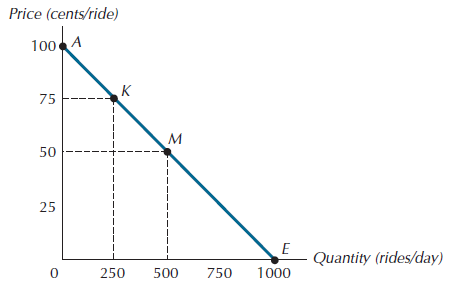 Price (cents/ride)
100 A
75 K
50 M
25
E
Quantity (rides/day)
0 250 500 750 1000